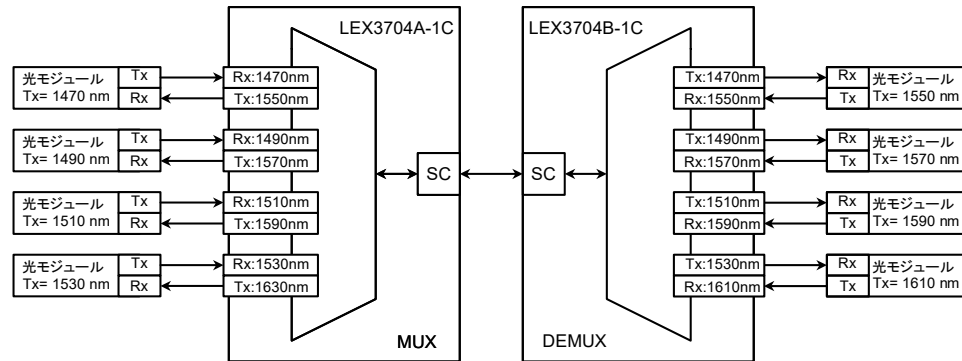 LEX3704A-1C
LEX3704B-1C
光モジュール
Tx= 1470 nm
Tx
Rx
Rx:1470nm
Tx:1550nm
光モジュール
Tx= 1490 nm
Tx
Rx
Rx:1490nm
Tx:1570nm
光モジュール
Tx= 1510 nm
Tx
Rx
Rx:1510nm
Tx:1590nm
光モジュール
Tx= 1530 nm
Tx
Rx
Rx:1530nm
Tx:1630nm
SC
MUX
SC
Tx:1470nm
Rx:1550nm
Rx
Tx
光モジュール
Tx= 1550 nm
Tx:1490nm
Rx:1570nm
Rx
Tx
光モジュール
Tx= 1570 nm
Tx:1510nm
Rx:1590nm
Rx
Tx
光モジュール
Tx= 1590 nm
Tx:1530nm
Rx:1610nm
Rx
Tx
光モジュール
Tx= 1610 nm
DEMUX